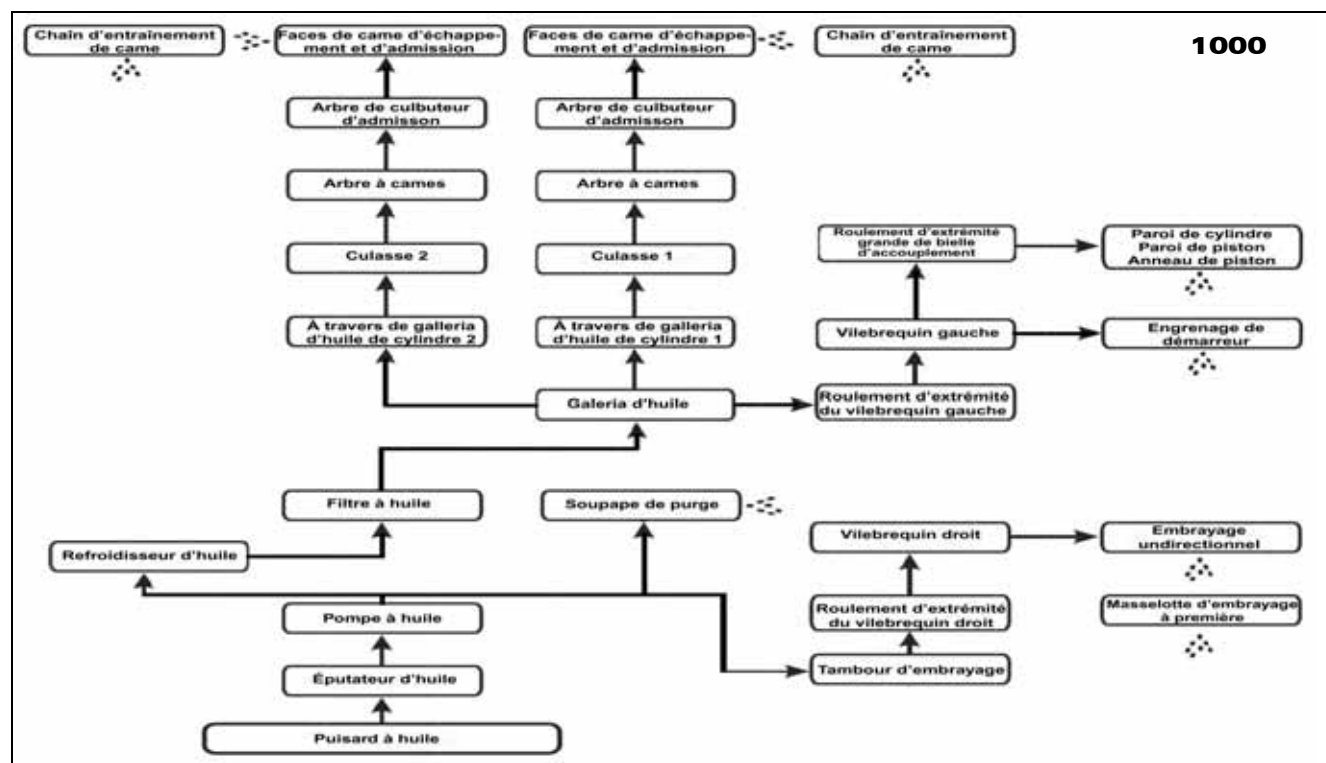 Chaîn d'entraînement
de came
Faces de came d'échappe-
ment et d'admission
Faces de came d'échappe-
ment et d'admission
Chaîn d'entraînement
de came
1000
Arbre de culbuteur
d'admisson
Arbre de culbuteur
d'admisson
Arbre à cames
Arbre à cames
Culasse 2
Culasse 1
Roulement d'extrémité
grande de bielle
d'accouplement
Paroi de cylindre
Paroi de piston
Anneau de piston
À travers de galleria
d'huile de cylindre 2
À travers de galleria
d'huile de cylindre 1
Vilebrequin gauche
Engrenage de
démarreur
Galeria d'huile
Roulement d'extrémité
du vilebrequin gauche
Filtre à huile
Soupape de purge
Refroidisseur d'huile
Vilebrequin droit
Embrayage
undirectionnel
Pompe à huile
Roulement d'extrémité
du vilebrequin droit
Masselotte d'embrayage
à première
Éputateur d'huile
Tambour d'embrayage
Puisard à huile